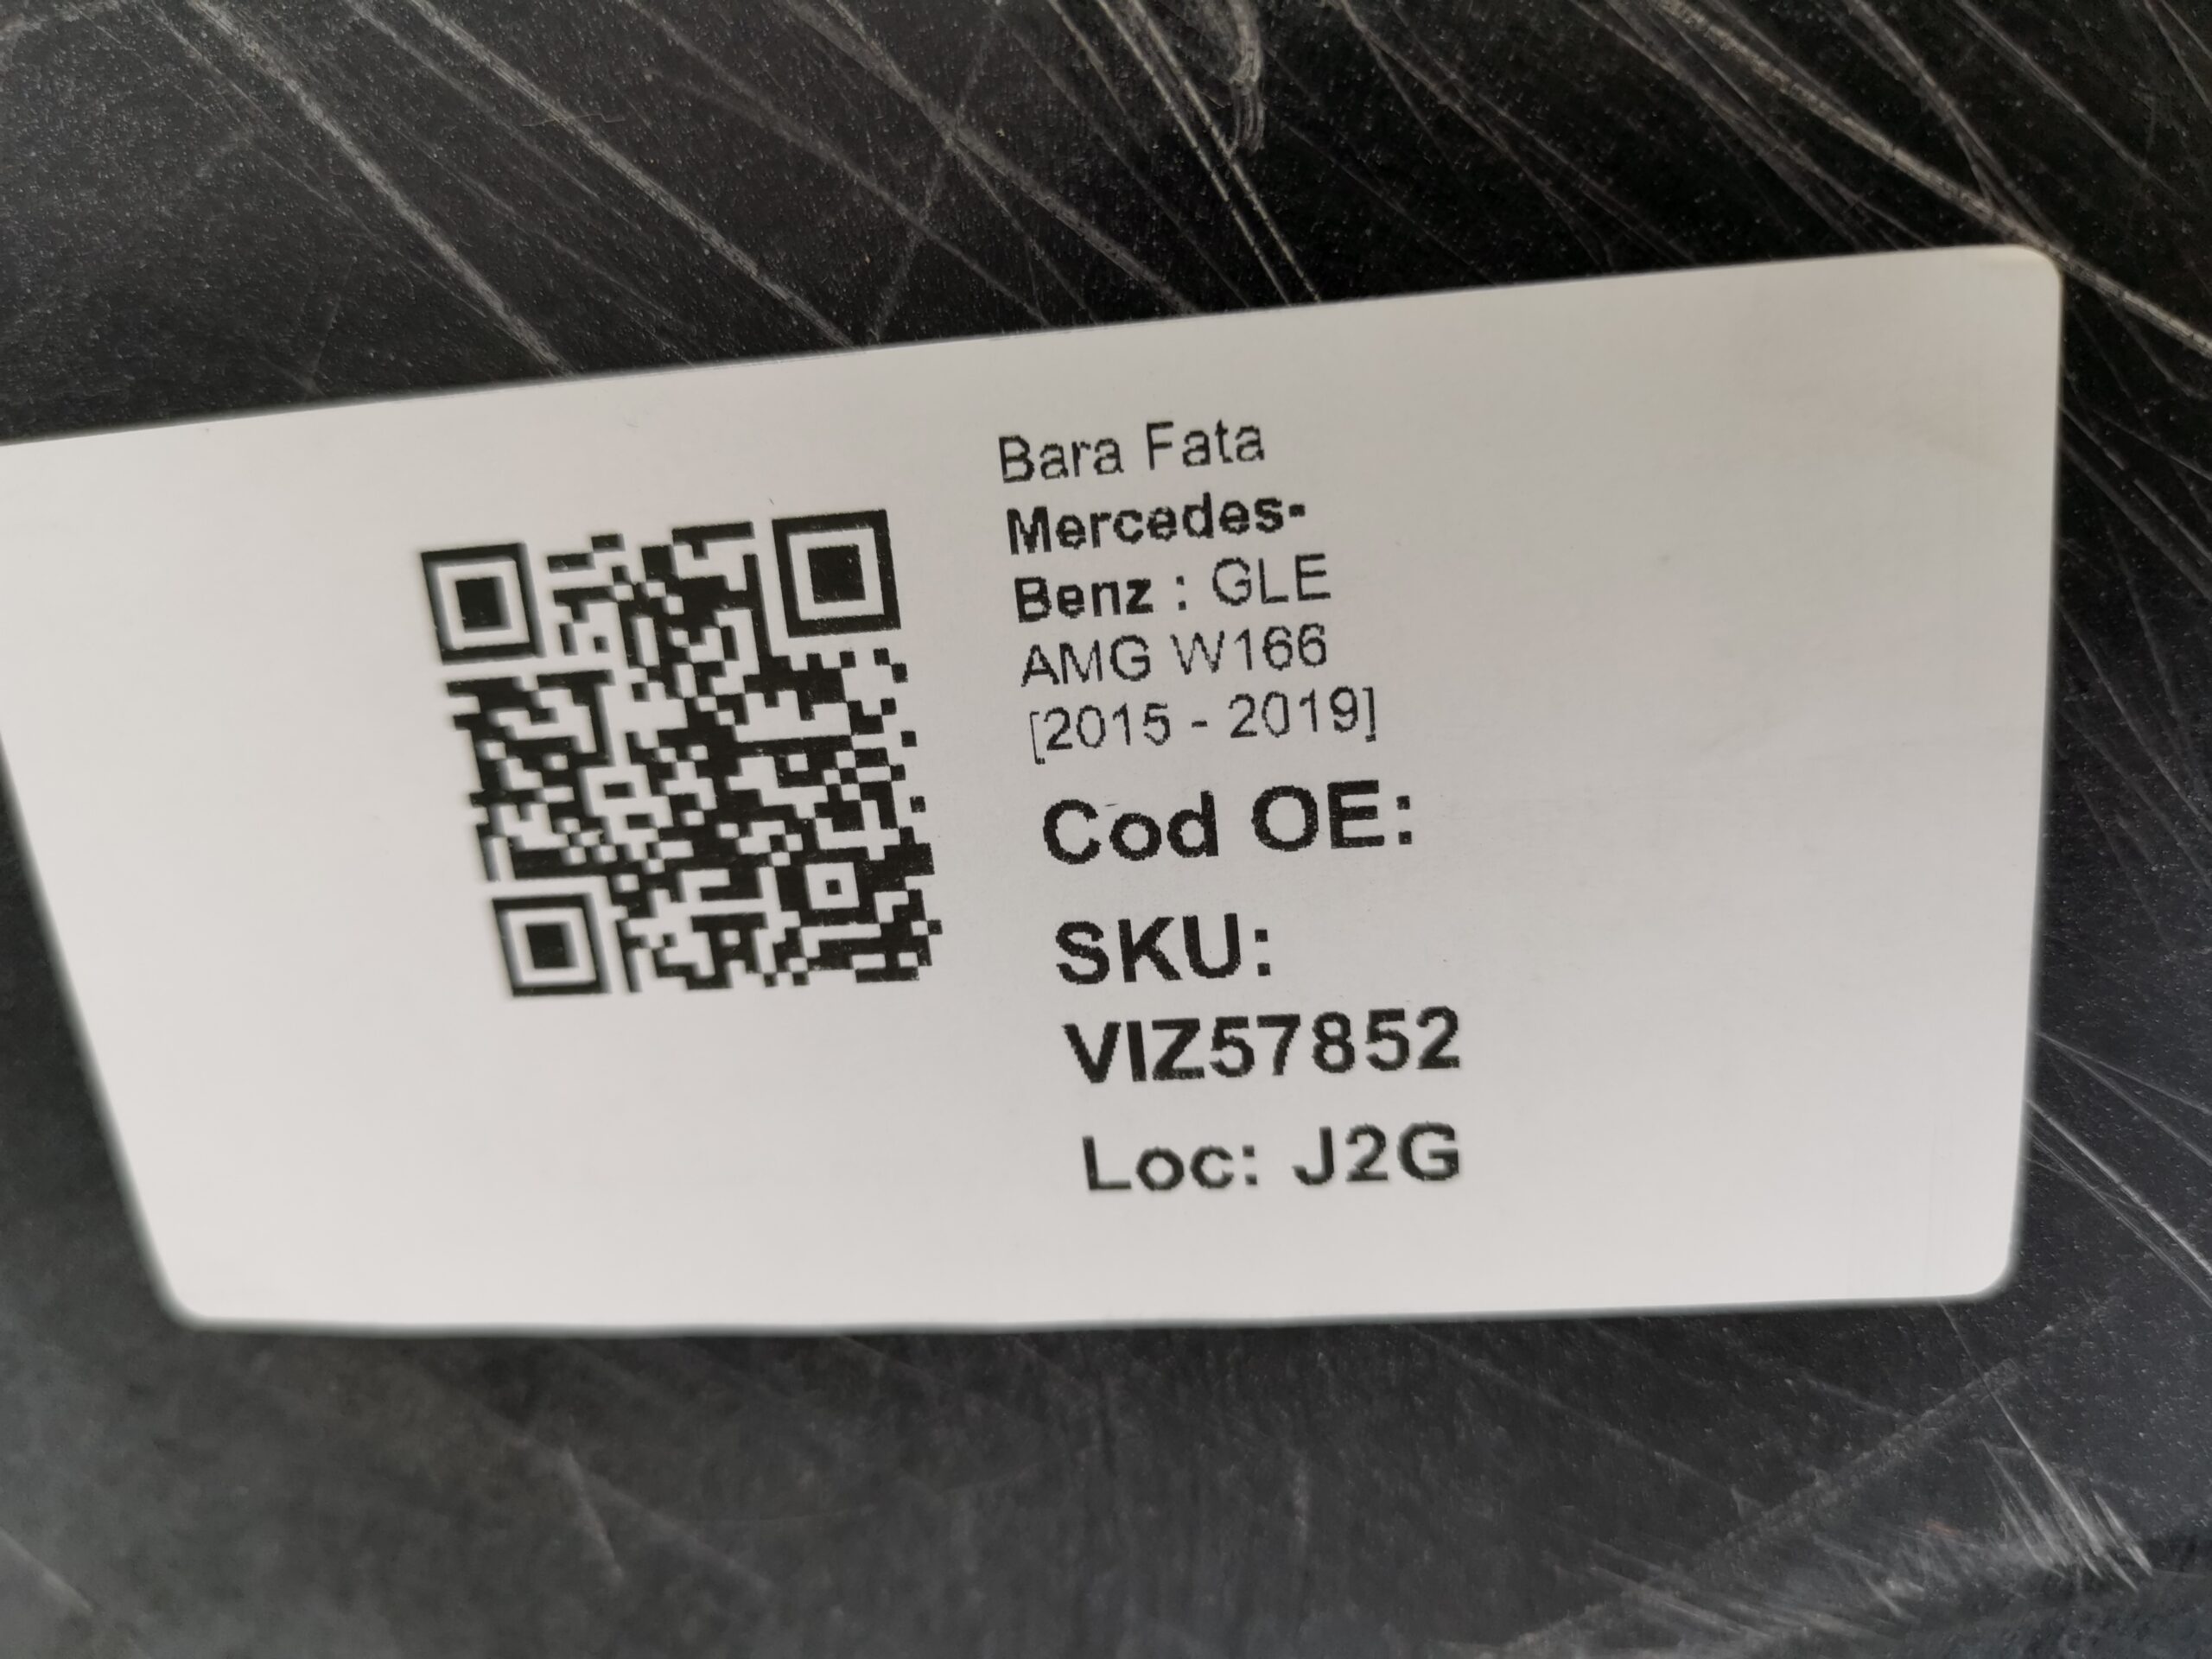 Bara Fata
Mercedes-
Benz : GLE
AMG W166
[2015 - 2019]
Cod OE:
SKU:
VIZ57852
Loc: J2G